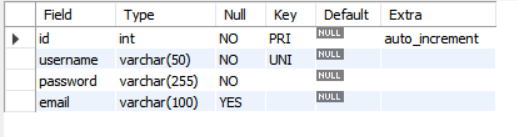 Field Type Null Key Default Extra
id int NO PRI NULL auto_increment
username varchar(50) NO UNI NULL
password varchar(255) NO NULL
email varchar(100) YES NULL